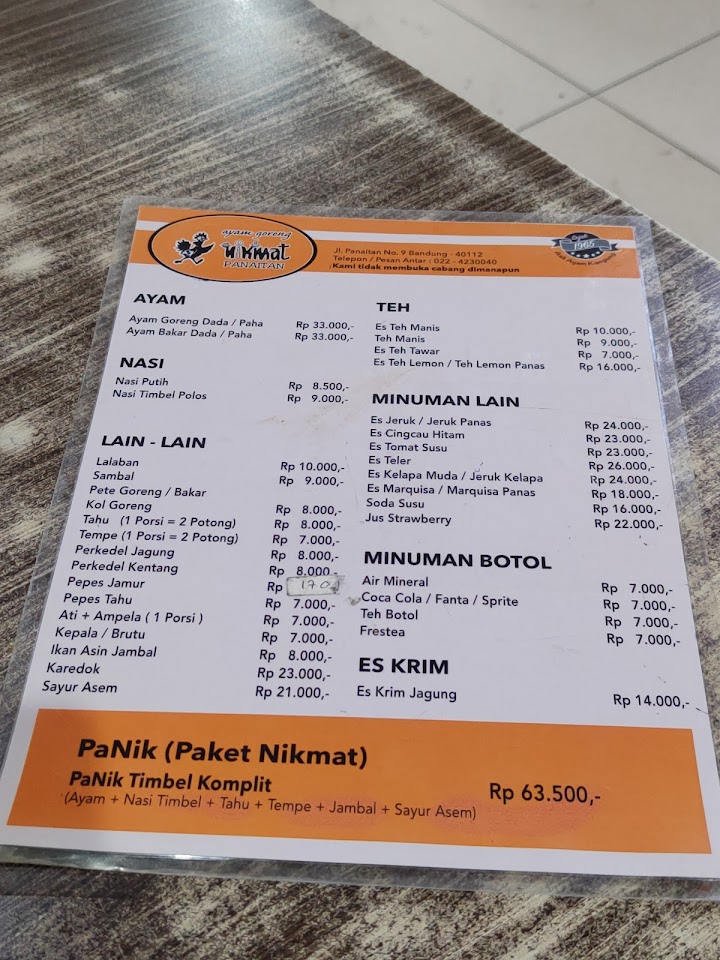 ayam goreng
nikmat
PANAITAN
Jl. Panaitan No. 9 Bandung - 40112
Telepon / Pesan Antar : 022 - 4230040
Kami tidak membuka cabang dimanapun
Sejak
1965
Asli Ayam Kampung
AYAM
Ayam Goreng Dada / Paha Rp 33.000,-
Ayam Bakar Dada / Paha Rp 33.000,-
NASI
Nasi Putih Rp 8.500,-
Nasi Timbel Polos Rp 9.000,-
LAIN - LAIN
Lalaban Rp 10.000,-
Sambal Rp 9.000,-
Pete Goreng / Bakar
Kol Goreng Rp 8.000,-
Tahu (1 Porsi = 2 Potong) Rp 8.000,-
Tempe (1 Porsi = 2 Potong) Rp 7.000,-
Perkedel Jagung Rp 8.000,-
Perkedel Kentang Rp 8.000,-
Pepes Jamur Rp 17.0
Pepes Tahu Rp 7.000,-
Ati + Ampela ( 1 Porsi ) Rp 7.000,-
Kepala / Brutu Rp 7.000,-
Ikan Asin Jambal Rp 8.000,-
Karedok Rp 23.000,-
Sayur Asem Rp 21.000,-
TEH
Es Teh Manis Rp 10.000,-
Teh Manis Rp 9.000,-
Es Teh Tawar Rp 7.000,-
Es Teh Lemon / Teh Lemon Panas Rp 16.000,-
MINUMAN LAIN
Es Jeruk / Jeruk Panas Rp 24.000,-
Es Cingcau Hitam Rp 23.000,-
Es Tomat Susu Rp 23.000,-
Es Teler Rp 26.000,-
Es Kelapa Muda / Jeruk Kelapa Rp 24.000,-
Es Marquisa / Marquisa Panas Rp 18.000,-
Soda Susu Rp 16.000,-
Jus Strawberry Rp 22.000,-
MINUMAN BOTOL
Air Mineral Rp 7.000,-
Coca Cola / Fanta / Sprite Rp 7.000,-
Teh Botol Rp 7.000,-
Frestea Rp 7.000,-
ES KRIM
Es Krim Jagung Rp 14.000,-
PaNik (Paket Nikmat)
PaNik Timbel Komplit Rp 63.500,-
(Ayam + Nasi Timbel + Tahu + Tempe + Jambal + Sayur Asem)